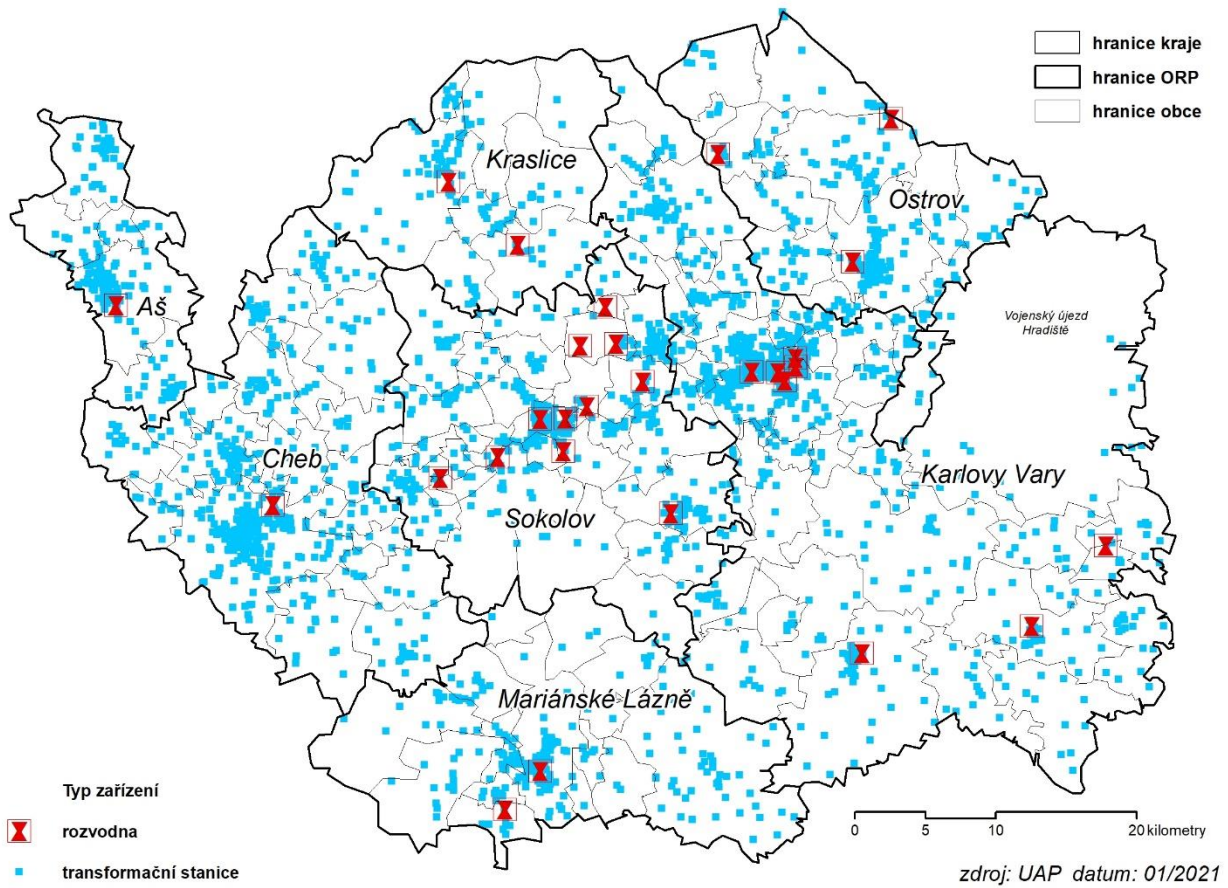 hranice kraje
hranice ORP
hranice obce
Kraslice
Ostrov
Aš
Vojenský újezd
Hradiště
Cheb
Karlovy Vary
Sokolov
Mariánské Lázně
Typ zařízení
rozvodna
transformační stanice
0 5 10 20 kilometry
zdroj: UAP datum: 01/2021